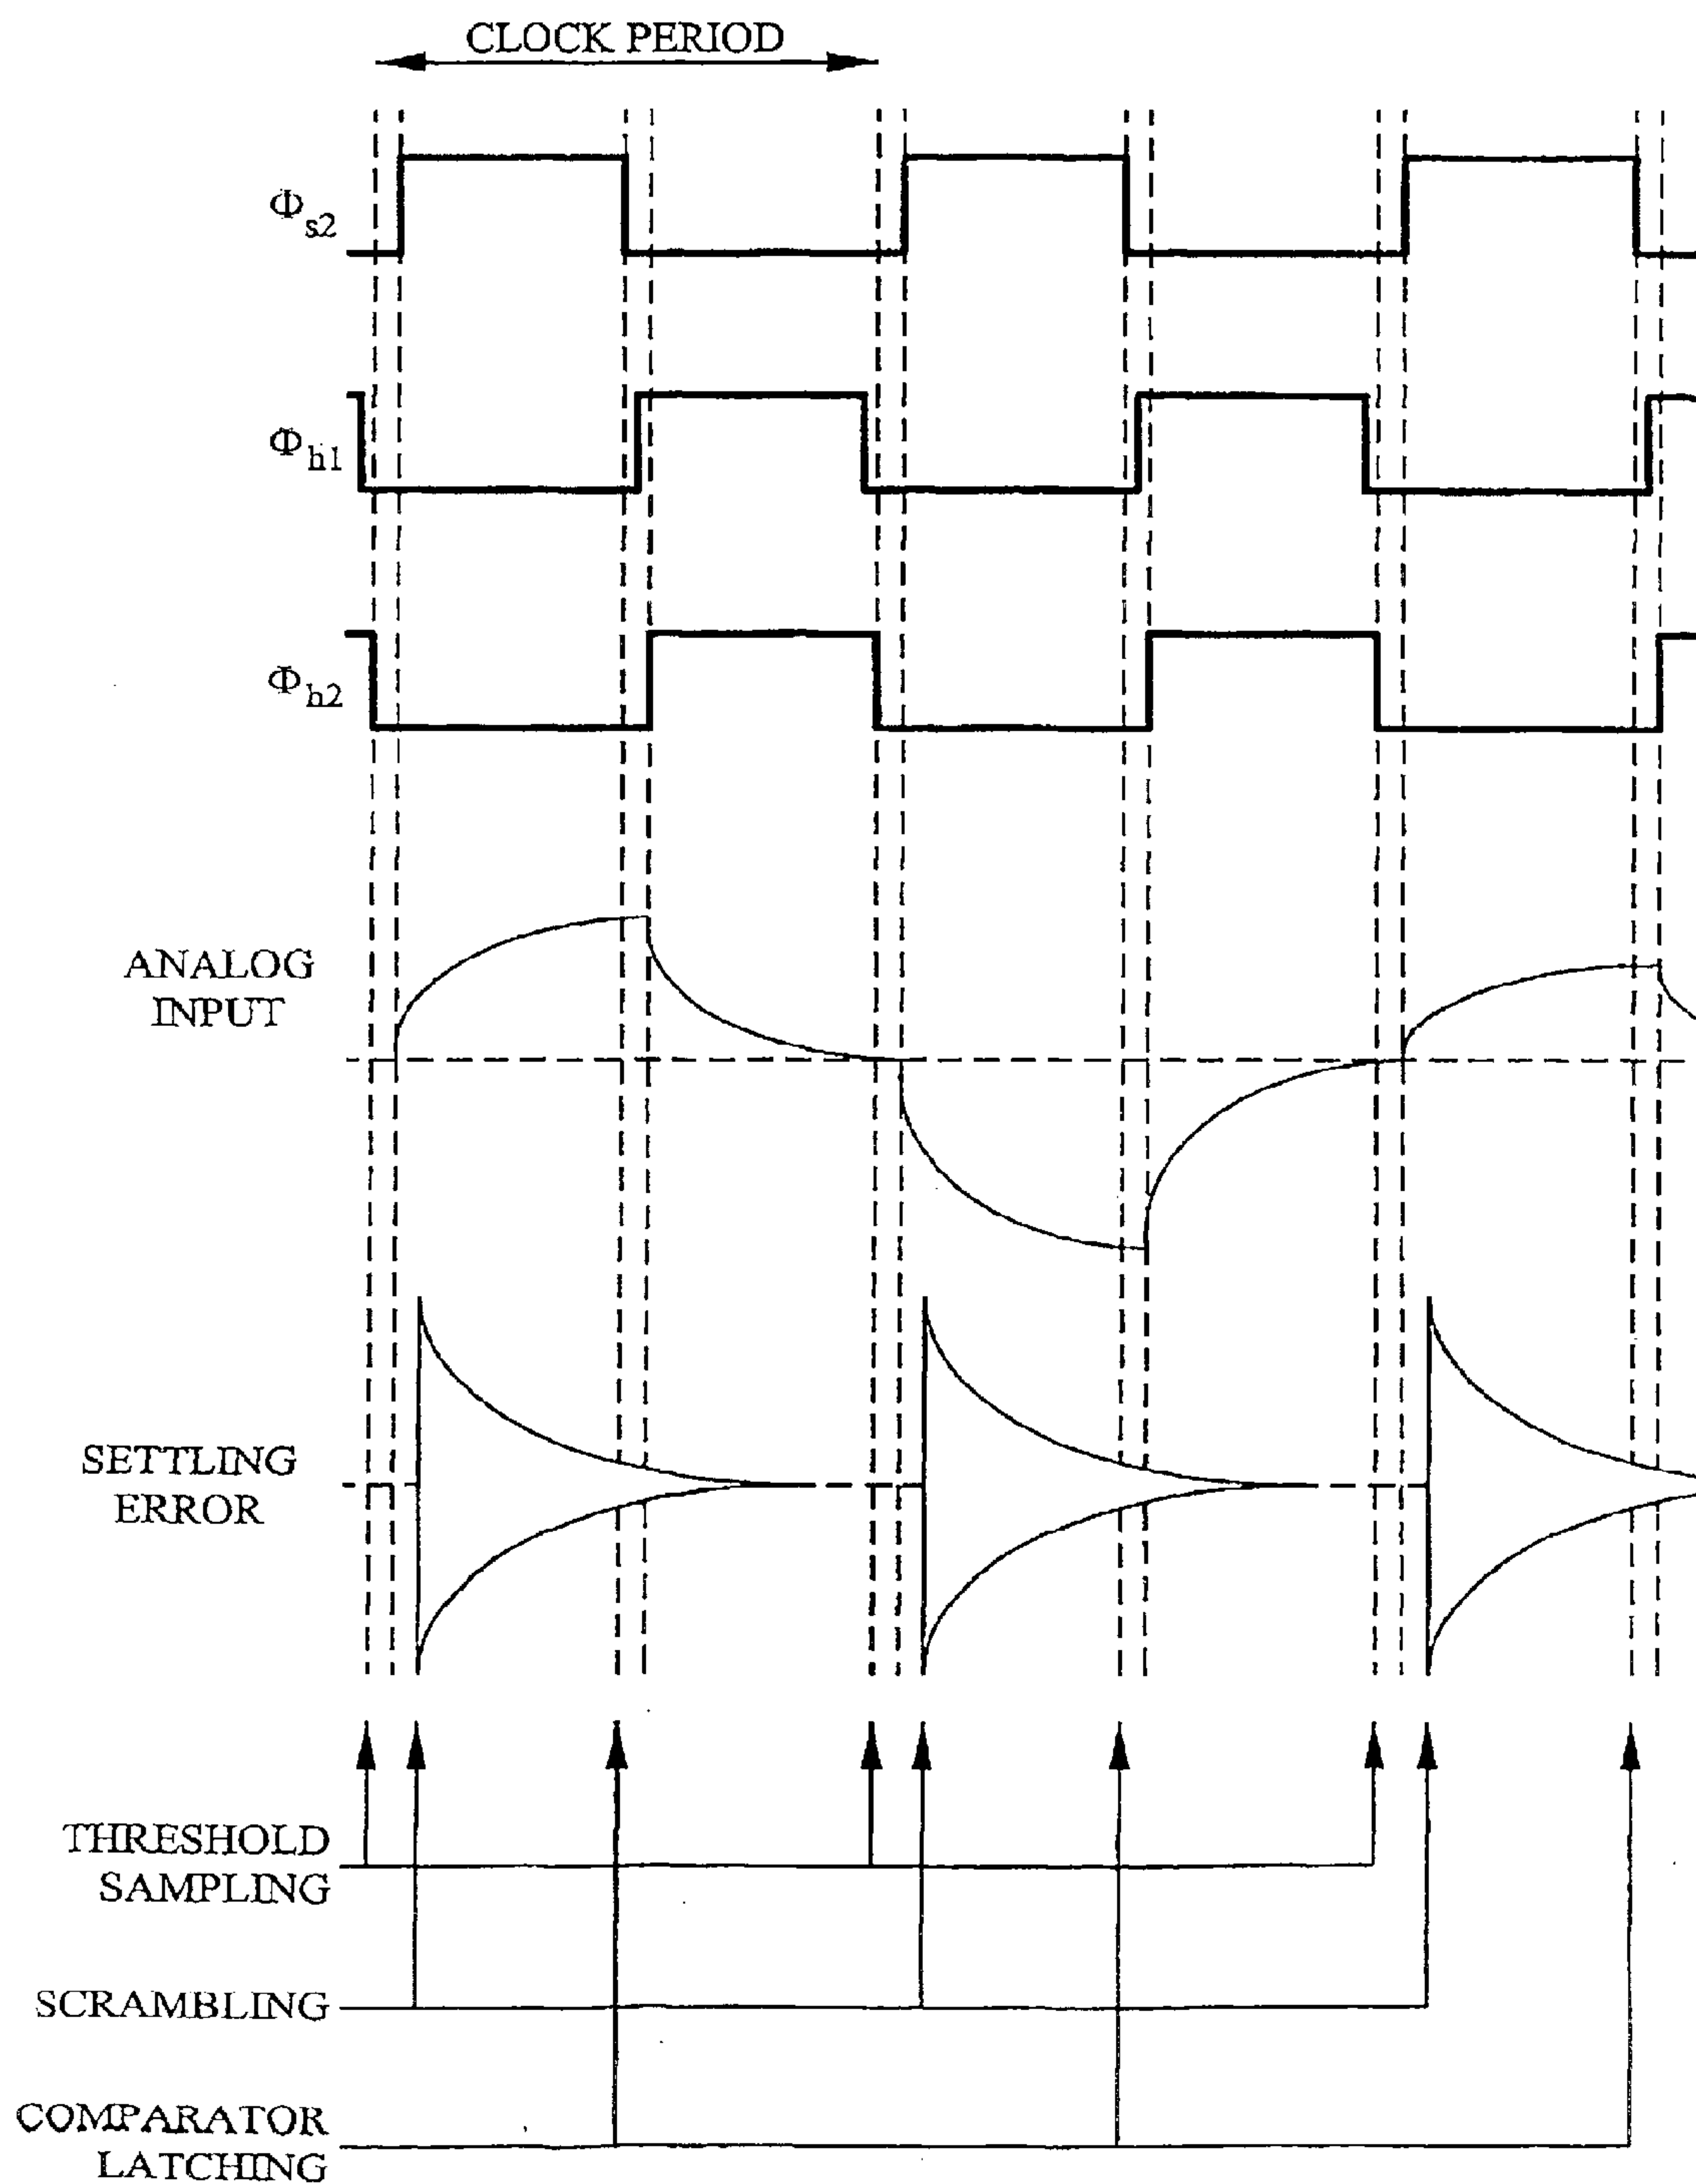 CLOCK PERIOD
Φs2
Φh1
Φh2
ANALOG
INPUT
SETTLING
ERROR
THRESHOLD
SAMPLING
SCRAMBLING
COMPARATOR
LATCHING